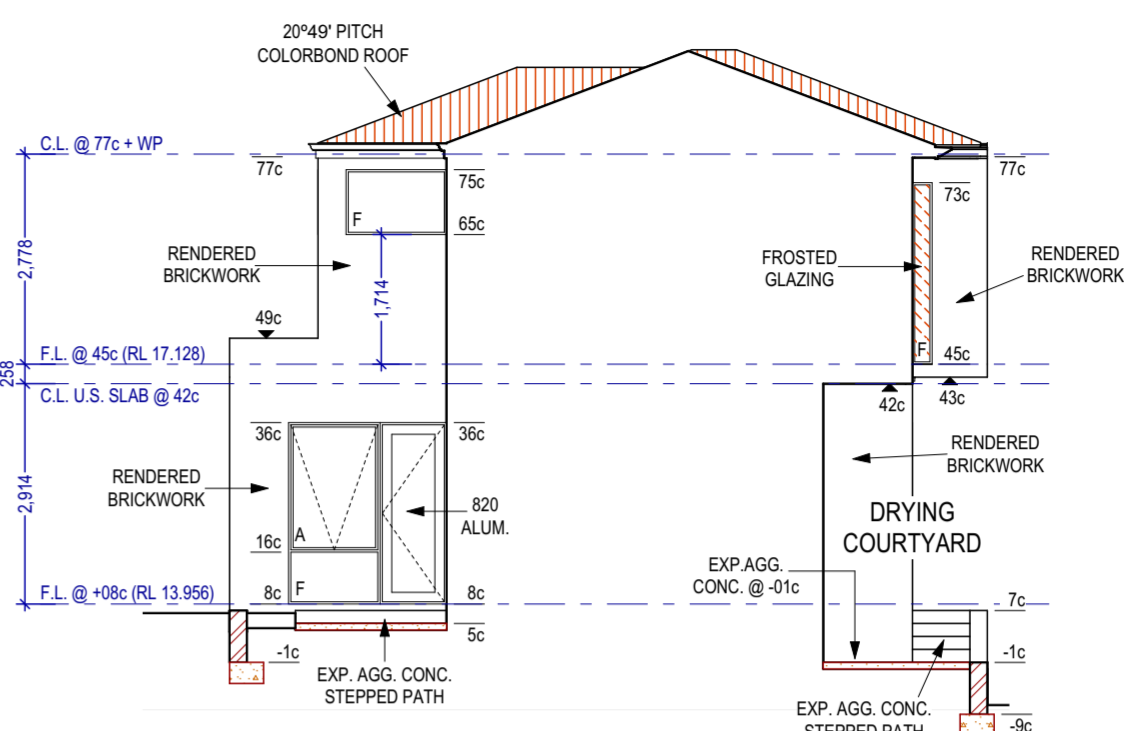 20º49' PITCH
COLORBOND ROOF
C.L. @ 77c + WP
77c
75c
77c
73c
F
65c
RENDERED
BRICKWORK
FROSTED
GLAZING
RENDERED
BRICKWORK
2,778
1,714
49c
F.L. @ 45c (RL 17.128)
F
45c
258
C.L. U.S. SLAB @ 42c
42c
43c
36c
36c
RENDERED
BRICKWORK
RENDERED
BRICKWORK
2,914
820
ALUM.
DRYING
COURTYARD
16c
A
EXP.AGG.
CONC. @ -01c
F.L. @ +08c (RL 13.956)
8c
F
8c
7c
5c
-1c
-1c
EXP. AGG. CONC.
STEPPED PATH
EXP. AGG. CONC.
STEPPED PATH
-9c